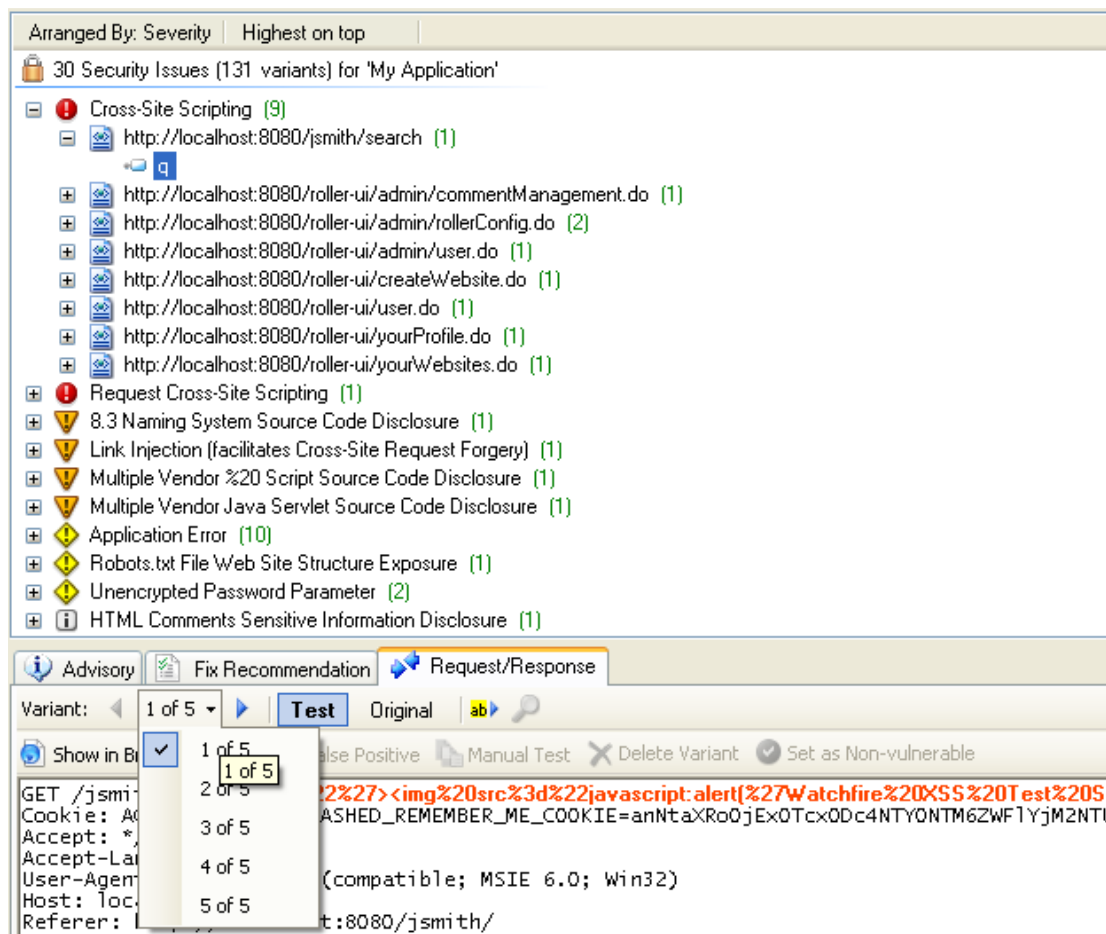 Arranged By: Severity Highest on top
30 Security Issues (131 variants) for 'My Application'
Cross-Site Scripting (9)
http://localhost:8080/jsmith/search (1)
q
http://localhost:8080/roller-ui/admin/commentManagement.do (1)
http://localhost:8080/roller-ui/admin/rollerConfig.do (2)
http://localhost:8080/roller-ui/admin/user.do (1)
http://localhost:8080/roller-ui/createWebsite.do (1)
http://localhost:8080/roller-ui/user.do (1)
http://localhost:8080/roller-ui/yourProfile.do (1)
http://localhost:8080/roller-ui/yourWebsites.do (1)
Request Cross-Site Scripting (1)
8.3 Naming System Source Code Disclosure (1)
Link Injection (facilitates Cross-Site Request Forgery) (1)
Multiple Vendor %20 Script Source Code Disclosure (1)
Multiple Vendor Java Servlet Source Code Disclosure (1)
Application Error (10)
Robots.txt File Web Site Structure Exposure (1)
Unencrypted Password Parameter (2)
HTML Comments Sensitive Information Disclosure (1)
Advisory Fix Recommendation Request/Response
Variant: 1 of 5 Test Original ab
Show in B 1 of 5 alse Positive Manual Test Delete Variant Set as Non-vulnerable
1 of 5
GET /jsmi 2 of 5 2%27><img%20src%3d%22javascript:alert(%27Watchfire%20XSS%20Test%20S
Cookie: A ASHED_REMEMBER_ME_COOKIE=
Accept: * 3 of 5
Accept-La 4 of 5
User-Agen (compatible; MSIE 6.0; Win32)
Host: loc 5 of 5
Referer: t:8080/jsmith/